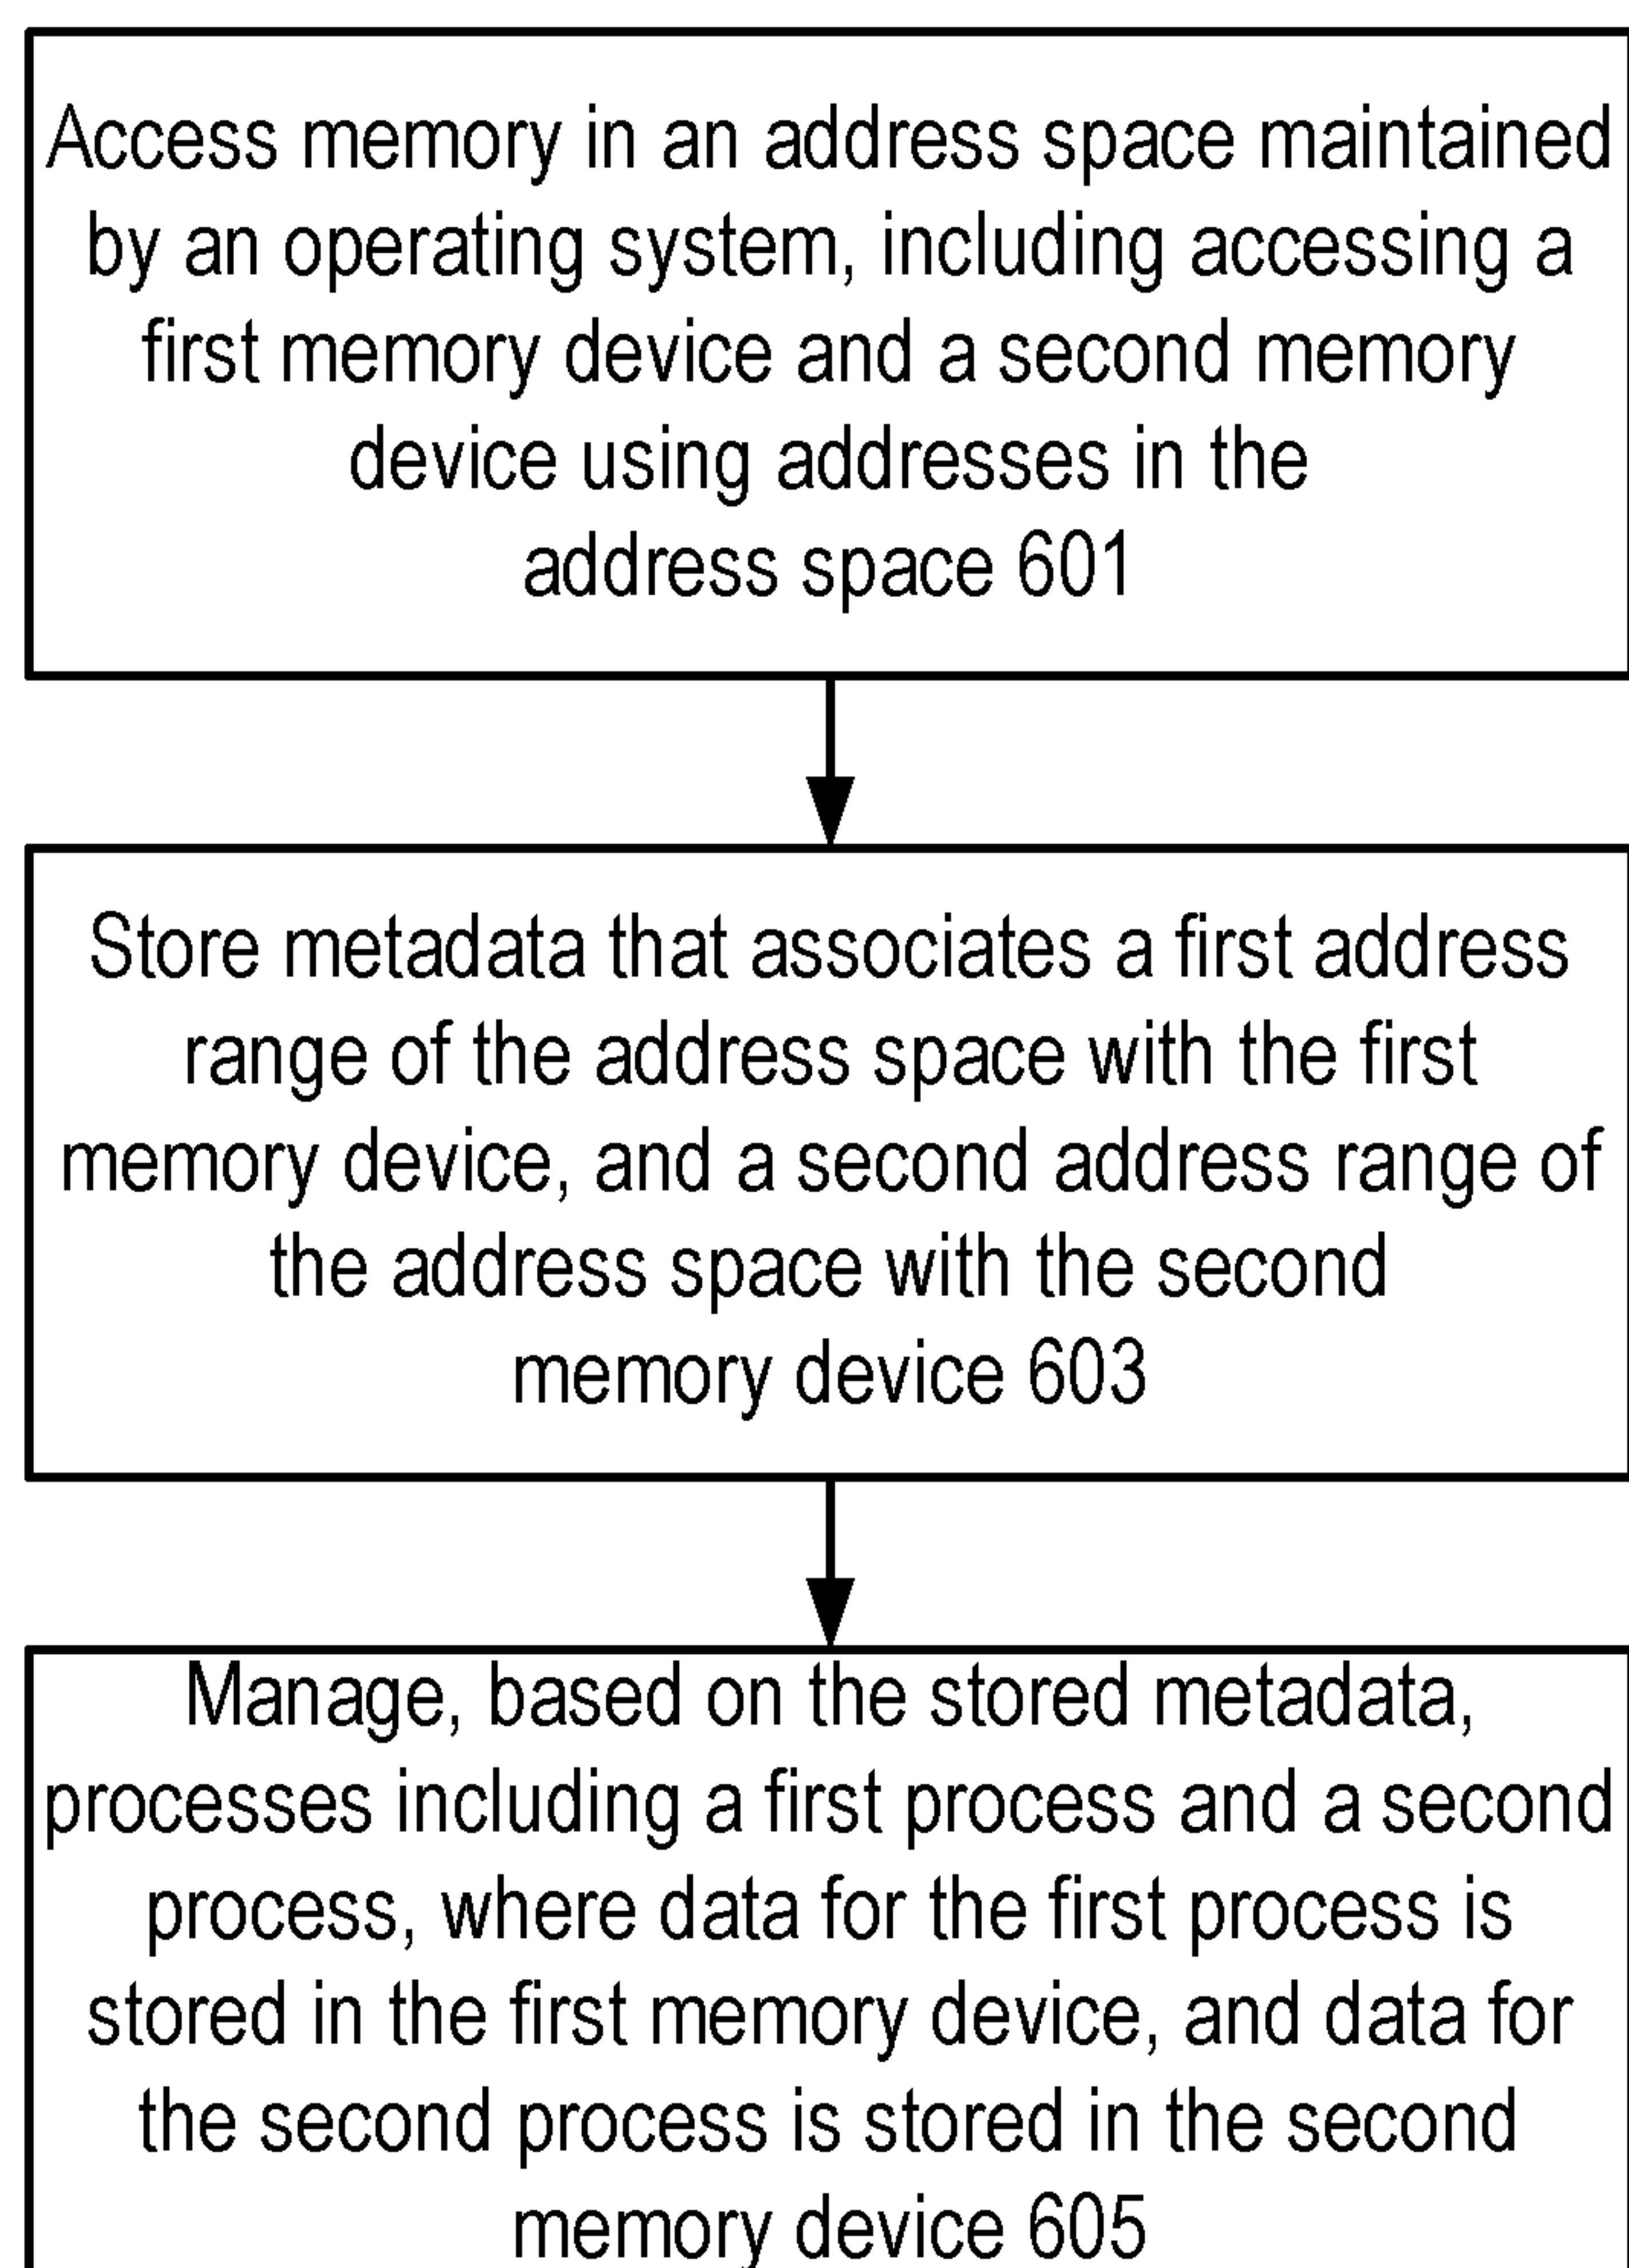 Access memory in an address space maintained
by an operating system, including accessing a
first memory device and a second memory
device using addresses in the
address space 601
Store metadata that associates a first address
range of the address space with the first
memory device, and a second address range of
the address space with the second
memory device 603
Manage, based on the stored metadata,
processes including a first process and a second
process, where data for the first process is
stored in the first memory device, and data for
the second process is stored in the second
memory device 605